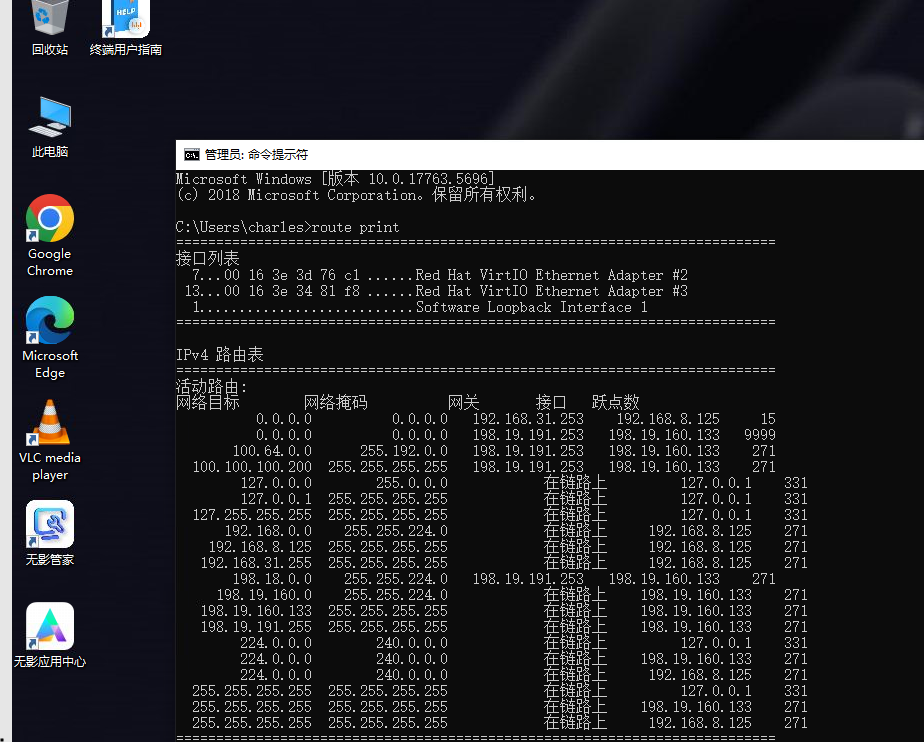 回收站
HELP
终端用户指南
此电脑
Google
Chrome
Microsoft
Edge
VLC media
player
无影管家
无影应用中心
管理员: 命令提示符
Microsoft Windows [版本 10.0.17763.5696]
(c) 2018 Microsoft Corporation。保留所有权利。
C:\Users\charles>route print
===========================================================================
接口列表
7...00 16 3e 3d 76 c1 ......Red Hat VirtIO Ethernet Adapter #2
13...00 16 3e 34 81 f8 ......Red Hat VirtIO Ethernet Adapter #3
1...........................Software Loopback Interface 1
===========================================================================
IPv4 路由表
===========================================================================
活动路由:
网络目标 网络掩码 网关 接口 跃点数
0.0.0.0 0.0.0.0 192.168.31.253 192.168.8.125 15
0.0.0.0 0.0.0.0 198.19.191.253 198.19.160.133 9999
100.64.0.0 255.192.0.0 198.19.191.253 198.19.160.133 271
100.100.100.200 255.255.255.255 198.19.191.253 198.19.160.133 271
127.0.0.0 255.0.0.0 在链路上 127.0.0.1 331
127.0.0.1 255.255.255.255 在链路上 127.0.0.1 331
127.255.255.255 255.255.255.255 在链路上 127.0.0.1 331
192.168.0.0 255.255.224.0 在链路上 192.168.8.125 271
192.168.8.125 255.255.255.255 在链路上 192.168.8.125 271
192.168.31.255 255.255.255.255 在链路上 192.168.8.125 271
198.18.0.0 255.255.224.0 198.19.191.253 198.19.160.133 271
198.19.160.0 255.255.224.0 在链路上 198.19.160.133 271
198.19.160.133 255.255.255.255 在链路上 198.19.160.133 271
198.19.191.255 255.255.255.255 在链路上 198.19.160.133 271
224.0.0.0 240.0.0.0 在链路上 127.0.0.1 331
224.0.0.0 240.0.0.0 在链路上 198.19.160.133 271
224.0.0.0 240.0.0.0 在链路上 192.168.8.125 271
255.255.255.255 255.255.255.255 在链路上 127.0.0.1 331
255.255.255.255 255.255.255.255 在链路上 198.19.160.133 271
255.255.255.255 255.255.255.255 在链路上 192.168.8.125 271
===========================================================================